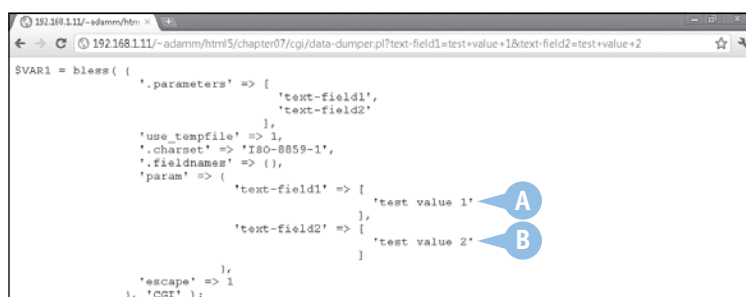 192.168.1.11/~adamm/htm ×
192.168.1.11/~adamm/html5/chapter07/cgi/data-dumper.pl?text-field1=test+value+1&text-field2=test+value+2
$VAR1 = bless( {
'.parameters' => [
'text-field1',
'text-field2'
],
'use_tempfile' => 1,
'.charset' => 'ISO-8859-1',
'.fieldnames' => {},
'param' => {
'text-field1' => [
'test value 1' A
],
'text-field2' => [
'test value 2' B
]
},
'escape' => 1
}, 'CGI' );